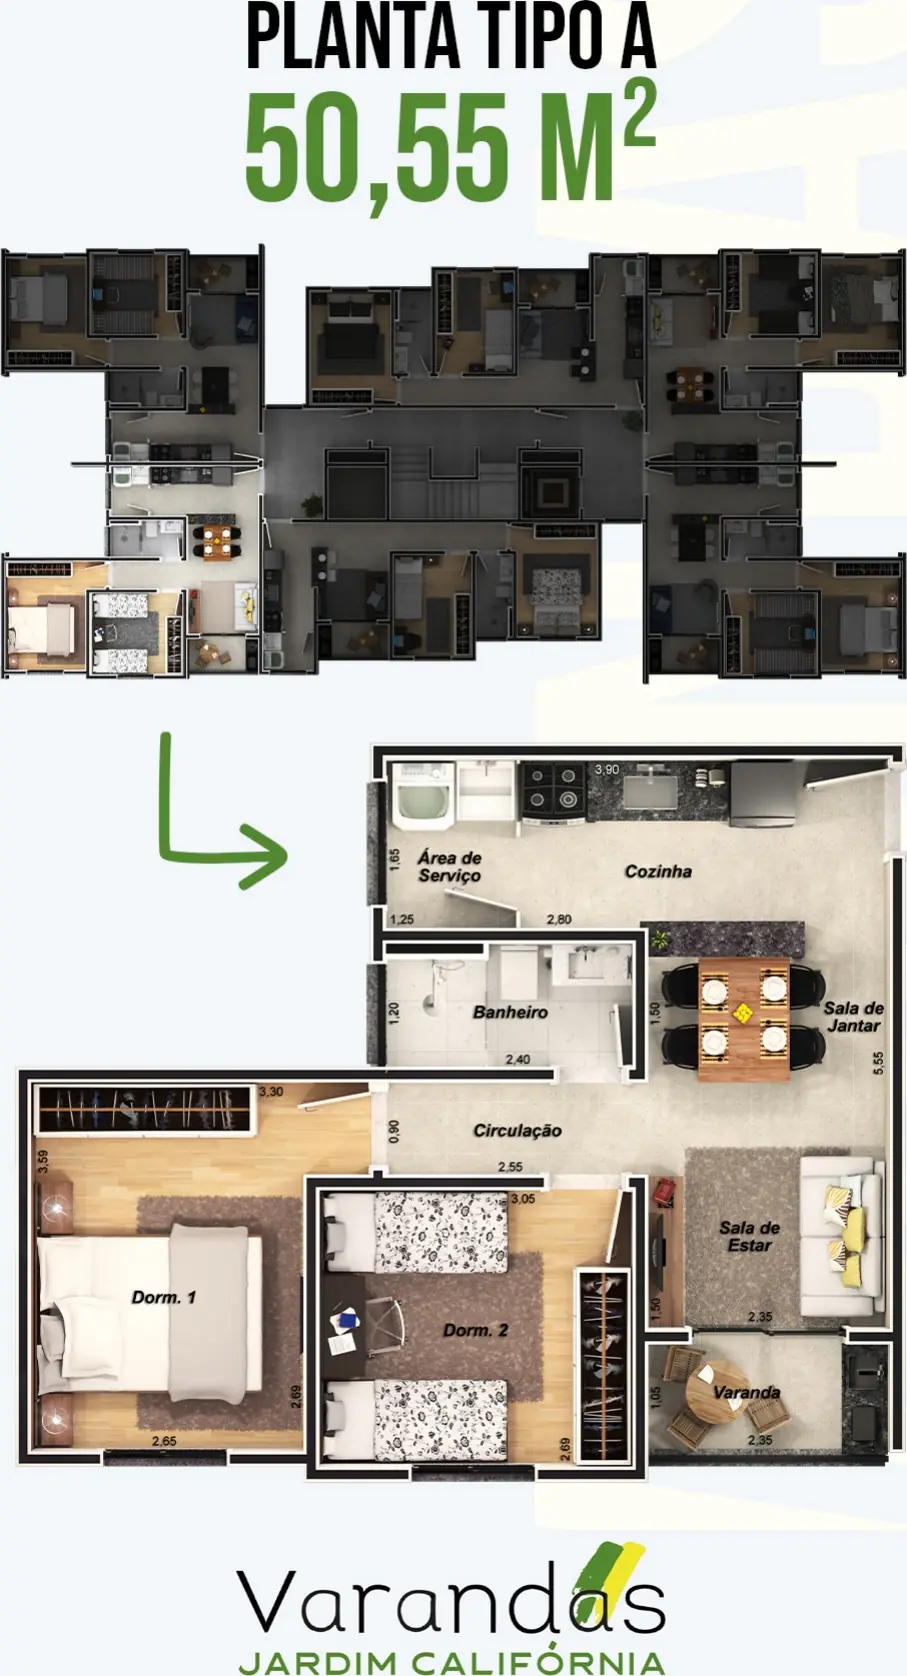 PLANTA TIPO A
50,55 M²
3,90
1,65
Área de
Serviço
Cozinha
1,25
2,80
1,20
Banheiro
1,50
Sala de
Jantar
2,40
5,55
3,30
0,90
Circulação
3,59
2,55
3,05
Sala de
Estar
Dorm. 1
1,50
2,35
Dorm. 2
2,69
1,05
Varanda
2,65
2,69
2,35
Varandas
JARDIM CALIFÓRNIA